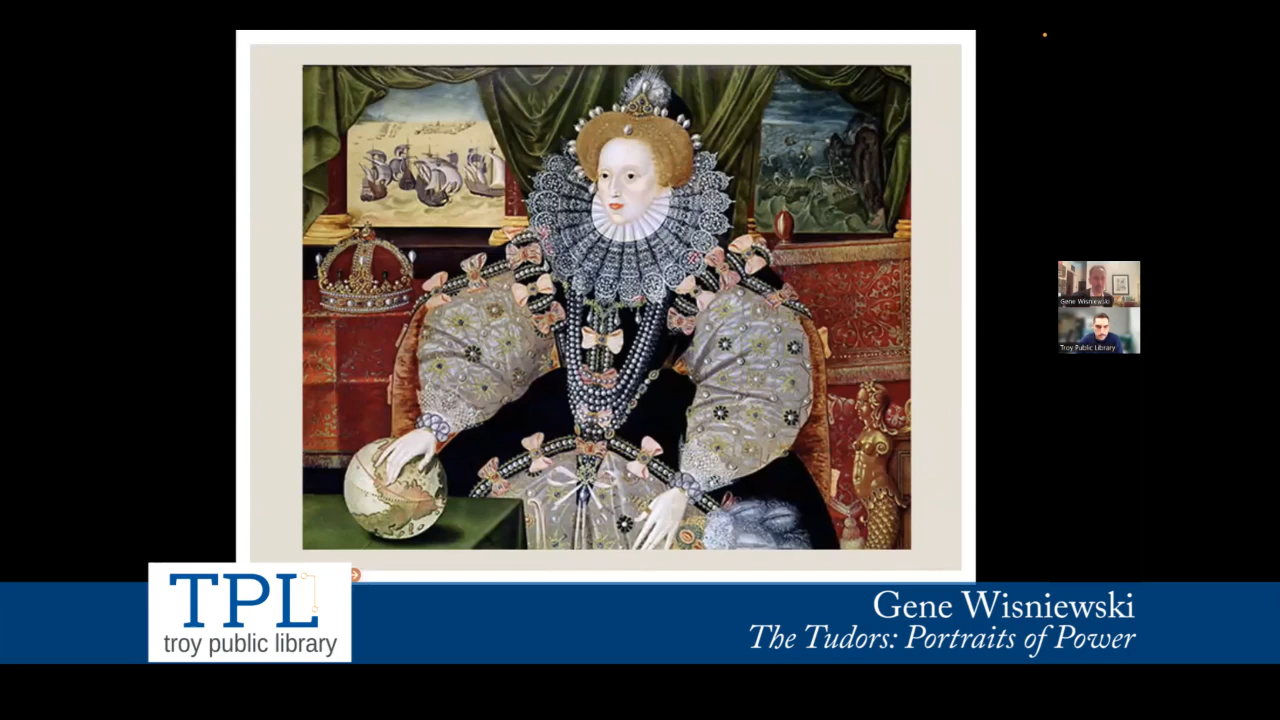 Gene Wisniewski
Troy Public Library
TPL
troy public library
Gene Wisniewski
The Tudors: Portraits of Power